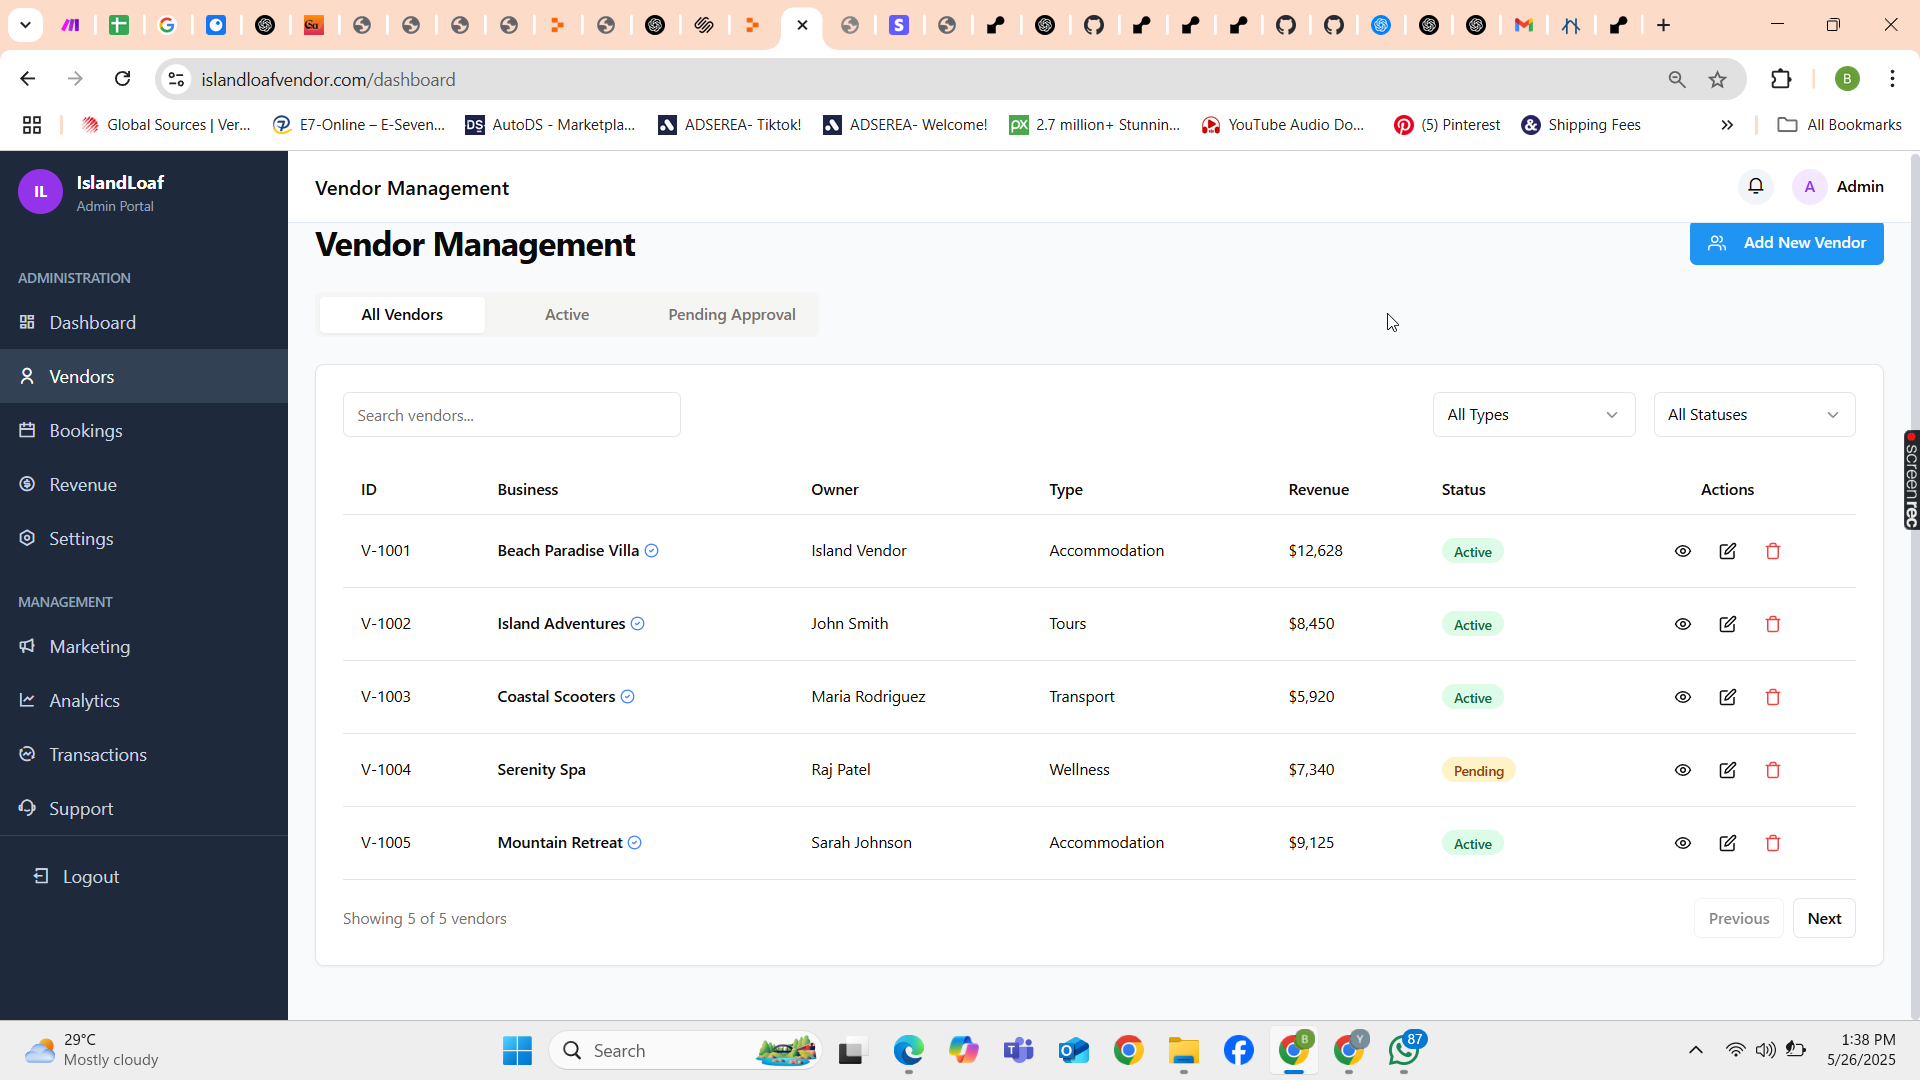 islandloafvendor.com/dashboard
B
Global Sources | Ver...
E7-Online – E-Seven...
AutoDS - Marketpla...
ADSEREA- Tiktok!
ADSEREA- Welcome!
2.7 million+ Stunnin...
YouTube Audio Do...
(5) Pinterest
Shipping Fees
All Bookmarks
IL
IslandLoaf
Admin Portal
Vendor Management
A
Admin
Vendor Management
Add New Vendor
ADMINISTRATION
Dashboard
Vendors
Bookings
Revenue
Settings
MANAGEMENT
Marketing
Analytics
Transactions
Support
Logout
All Vendors Active Pending Approval
Search vendors...
All Types
All Statuses
ID Business Owner Type Revenue Status Actions
V-1001 Beach Paradise Villa Island Vendor Accommodation $12,628 Active
V-1002 Island Adventures John Smith Tours $8,450 Active
V-1003 Coastal Scooters Maria Rodriguez Transport $5,920 Active
V-1004 Serenity Spa Raj Patel Wellness $7,340 Pending
V-1005 Mountain Retreat Sarah Johnson Accommodation $9,125 Active
Showing 5 of 5 vendors
Previous
Next
screenrec
29°C
Mostly cloudy
Search
87
1:38 PM
5/26/2025